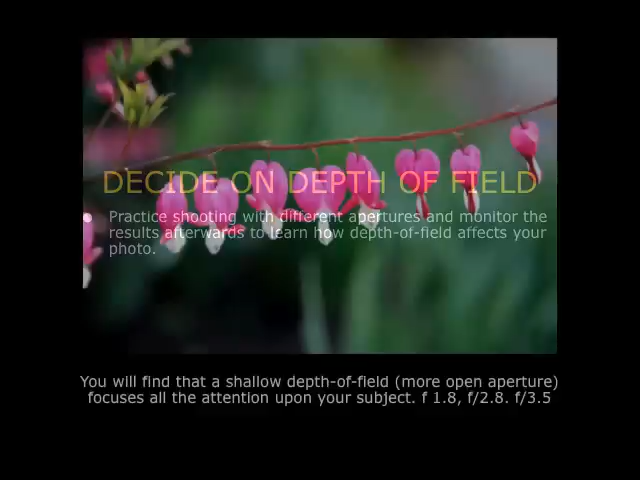 DECIDE ON DEPTH OF FIELD
Practice shooting with different apertures and monitor the
results afterwards to learn how depth-of-field affects your
photo.
You will find that a shallow depth-of-field (more open aperture)
focuses all the attention upon your subject. f 1.8, f/2.8. f/3.5